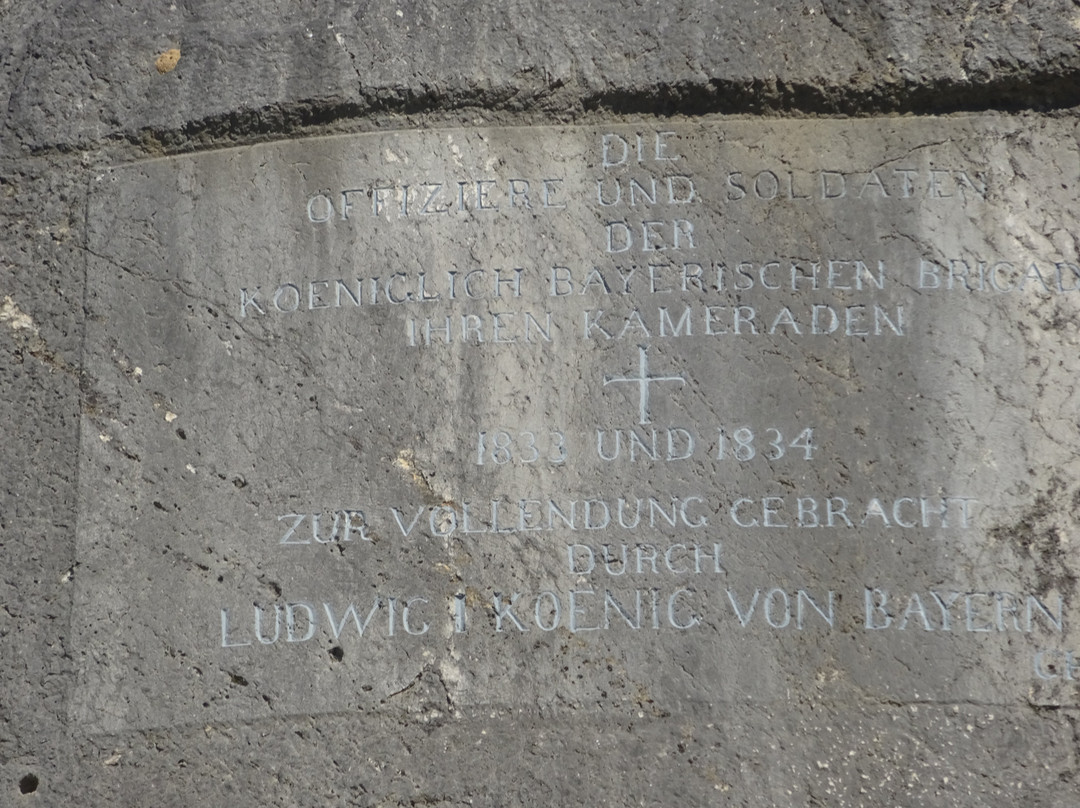 DIE
OFFIZIERE UND SOLDATEN
DER
KOENIGLICH BAYERISCHEN BRIGAD
IHREN KAMERADEN
1833 UND 1834
ZUR VOLLENDUNG GEBRACHT
DURCH
LUDWIG I KOENIG VON BAYERN